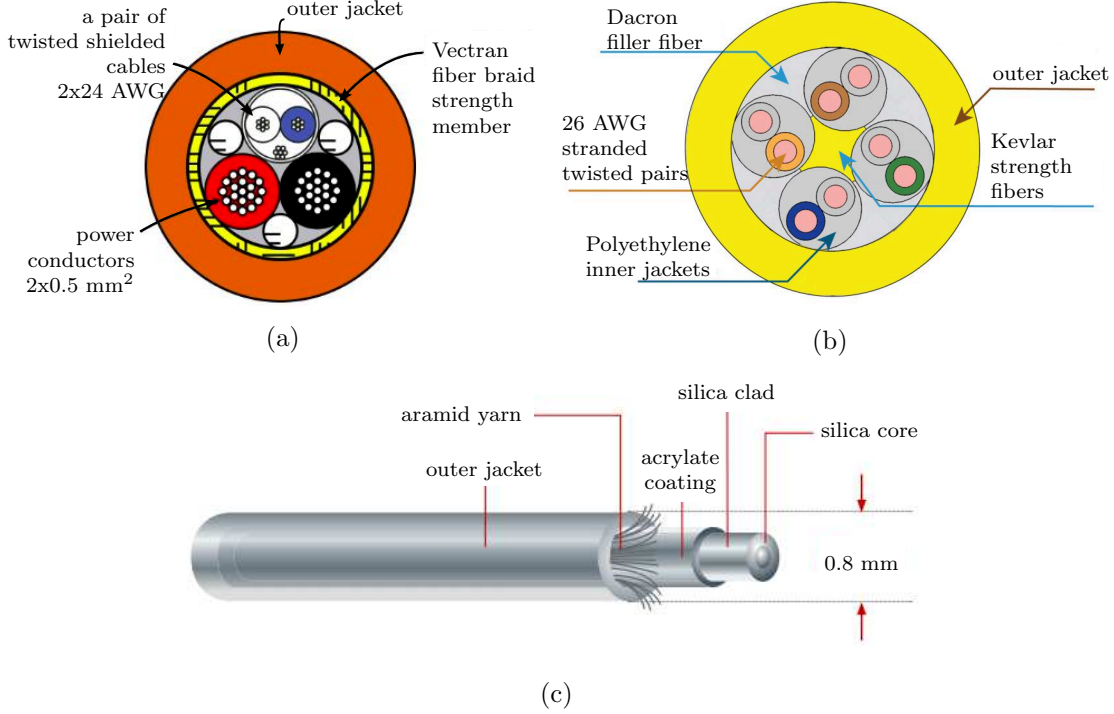 a pair of
twisted shielded
cables
2x24 AWG
outer jacket
Vectran
fiber braid
strength
member
power
conductors
2x0.5 mm²
(a)
Dacron
filler fiber
outer jacket
26 AWG
stranded
twisted pairs
Kevlar
strength
fibers
Polyethylene
inner jackets
(b)
silica clad
aramid yarn
silica core
outer jacket
acrylate
coating
0.8 mm
(c)